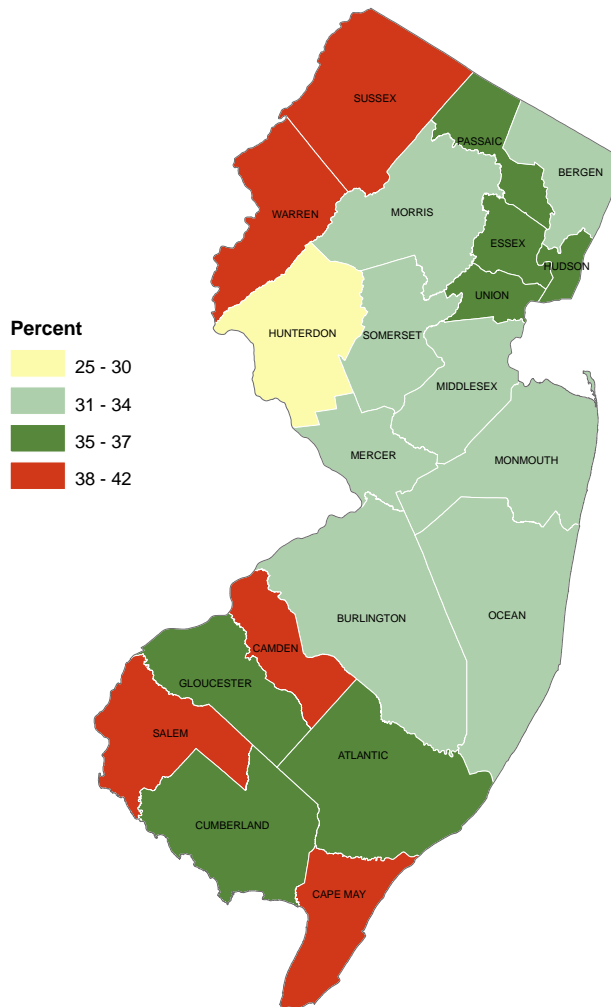 SUSSEX
PASSAIC
BERGEN
WARREN
MORRIS
ESSEX
HUDSON
UNION
Percent
HUNTERDON
SOMERSET
25 - 30
MIDDLESEX
31 - 34
35 - 37
MERCER
MONMOUTH
38 - 42
BURLINGTON
OCEAN
CAMDEN
GLOUCESTER
SALEM
ATLANTIC
CUMBERLAND
CAPE MAY